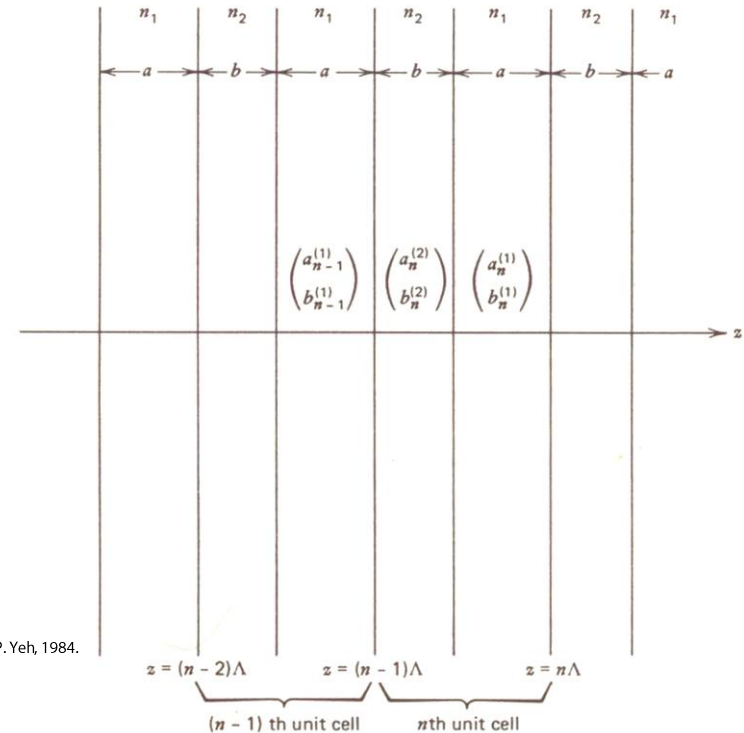 n₁ n₂ n₁ n₂ n₁ n₂ n₁
a b a b a b a
(a⁽¹⁾ₙ₋₁ b⁽¹⁾ₙ₋₁) (a⁽²⁾ₙ b⁽²⁾ₙ) (a⁽¹⁾ₙ b⁽¹⁾ₙ)
z
P. Yeh, 1984.
z = (n − 2)Λ z = (n − 1)Λ z = nΛ
(n − 1) th unit cell nth unit cell